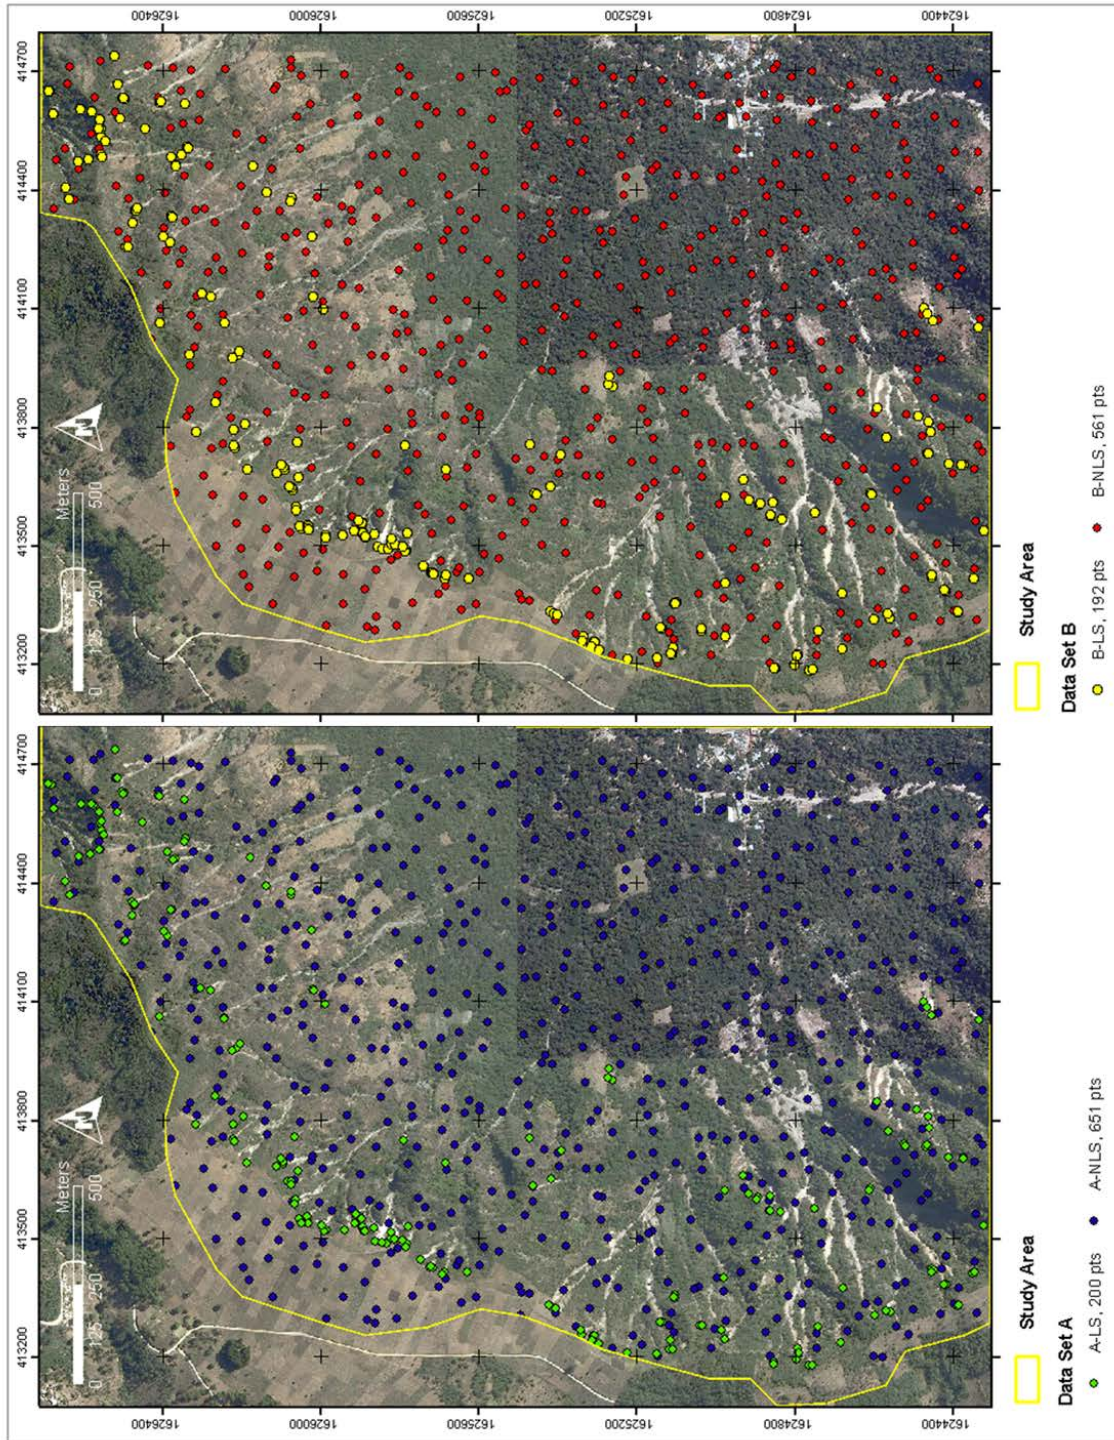 413200 413500 413800 414100 414400 414700
413200 413500 413800 414100 414400 414700
Meters
0 125 250 500
N
Meters
0 125 250 500
N
1626400
1626000
1625600
1625200
1624800
1624400
1626400
1626000
1625600
1625200
1624800
1624400
Study Area
Data Set A
A-LS, 200 pts A-NLS, 651 pts
Study Area
Data Set B
B-LS, 192 pts B-NLS, 561 pts